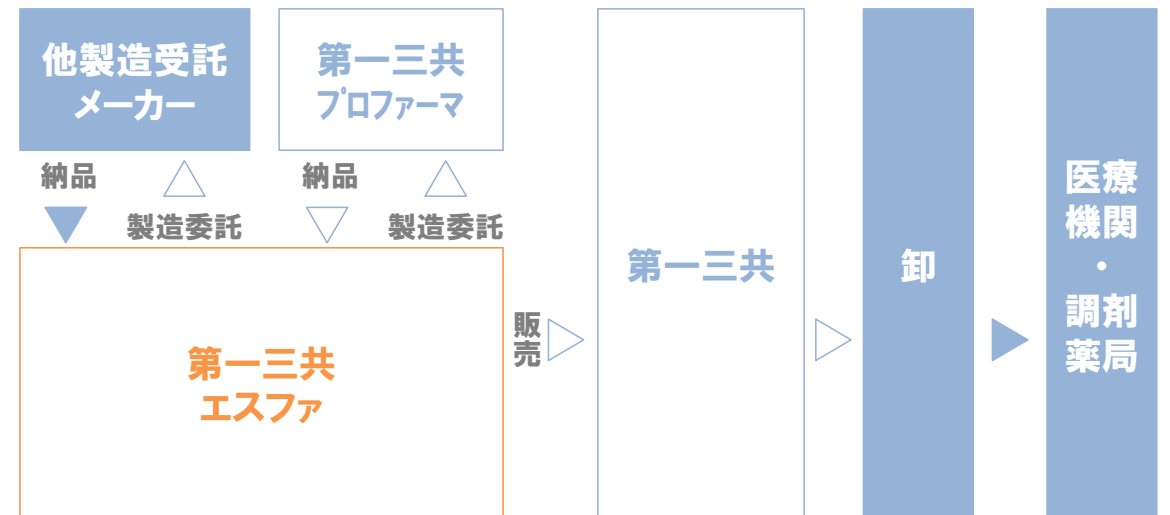 他製造受託
メーカー
第一三共
プロファーマ
納品
製造委託
納品
製造委託
第一三共
エスファ
販売
第一三共
卸
医療
機関
・
調剤
薬局